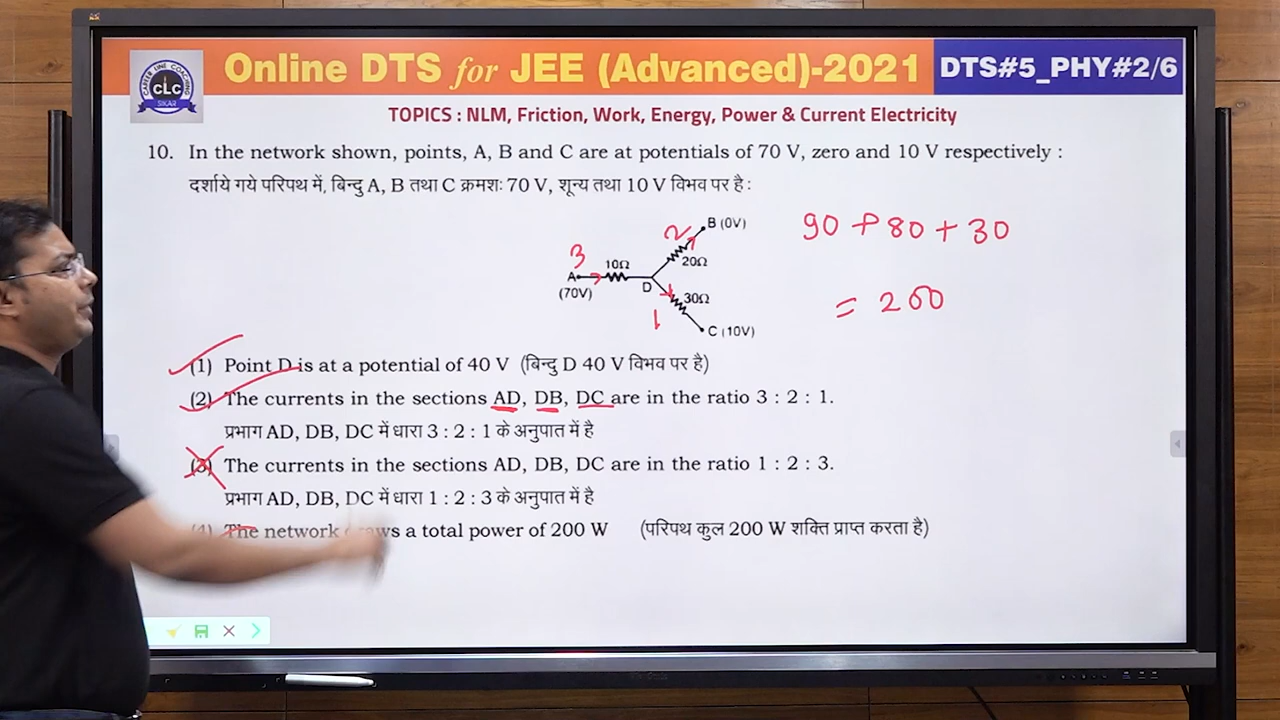 CAREER LINE COACHING
CLC
SIKAR
Online DTS for JEE (Advanced)-2021
DTS#5_PHY#2/6
TOPICS : NLM, Friction, Work, Energy, Power & Current Electricity
10. In the network shown, points, A, B and C are at potentials of 70 V, zero and 10 V respectively :
दर्शाये गये परिपथ में, बिन्दु A, B तथा C क्रमशः 70 V, शून्य तथा 10 V विभव पर है :
B (0V)
2
20Ω
3
10Ω
A
D
(70V)
30Ω
1
C (10V)
90 + 80 + 30
= 200
(1) Point D is at a potential of 40 V (बिन्दु D 40 V विभव पर है)
(2) The currents in the sections AD, DB, DC are in the ratio 3 : 2 : 1.
प्रभाग AD, DB, DC में धारा 3 : 2 : 1 के अनुपात में है
(3) The currents in the sections AD, DB, DC are in the ratio 1 : 2 : 3.
प्रभाग AD, DB, DC में धारा 1 : 2 : 3 के अनुपात में है
(4) The network draws a total power of 200 W (परिपथ कुल 200 W शक्ति प्राप्त करता है)